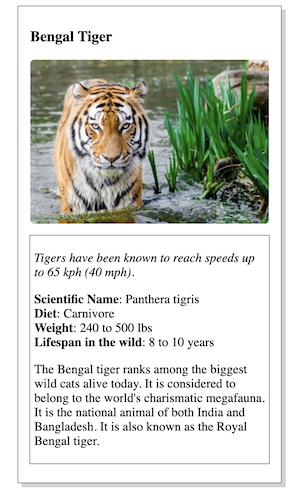 Bengal Tiger
Tigers have been known to reach speeds up
to 65 kph (40 mph).
Scientific Name: Panthera tigris
Diet: Carnivore
Weight: 240 to 500 lbs
Lifespan in the wild: 8 to 10 years
The Bengal tiger ranks among the biggest
wild cats alive today. It is considered to
belong to the world's charismatic megafauna.
It is the national animal of both India and
Bangladesh. It is also known as the Royal
Bengal tiger.